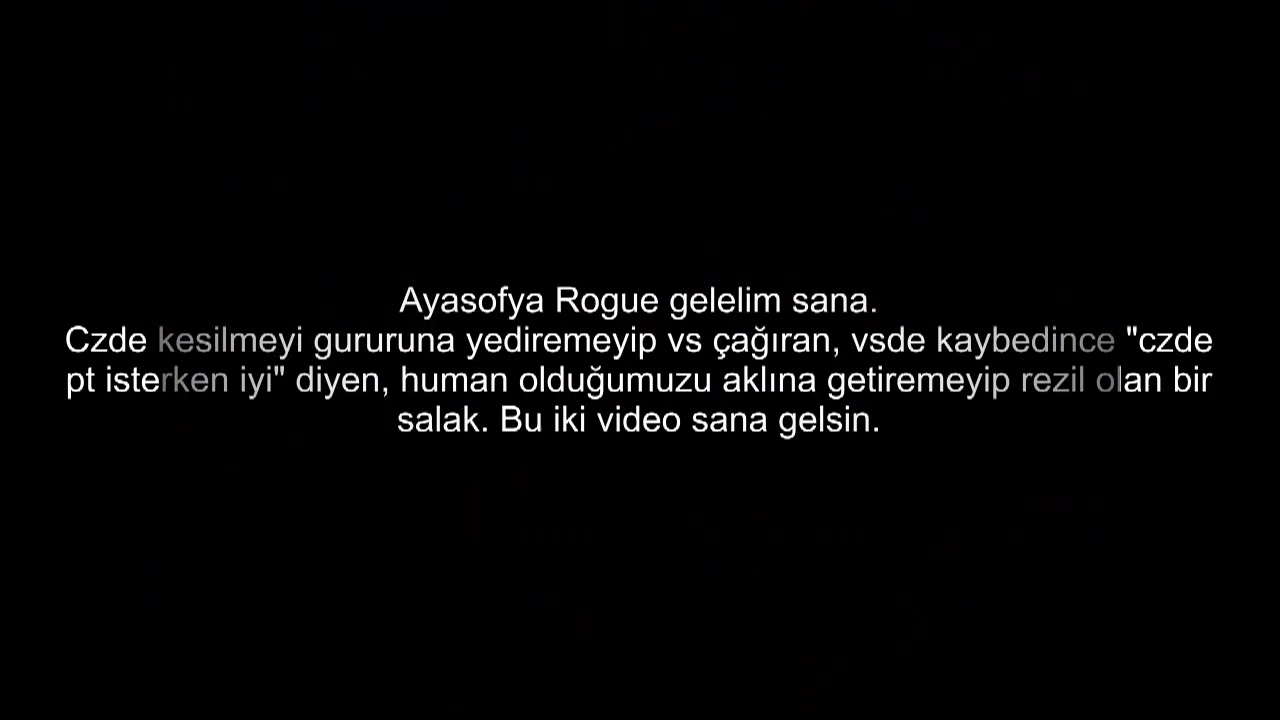 Ayasofya Rogue gelelim sana.
Czde kesilmeyi gururuna yediremeyip vs çağıran, vsde kaybedince "czde
pt isterken iyi" diyen, human olduğumuzu aklına getiremeyip rezil olan bir
salak. Bu iki video sana gelsin.